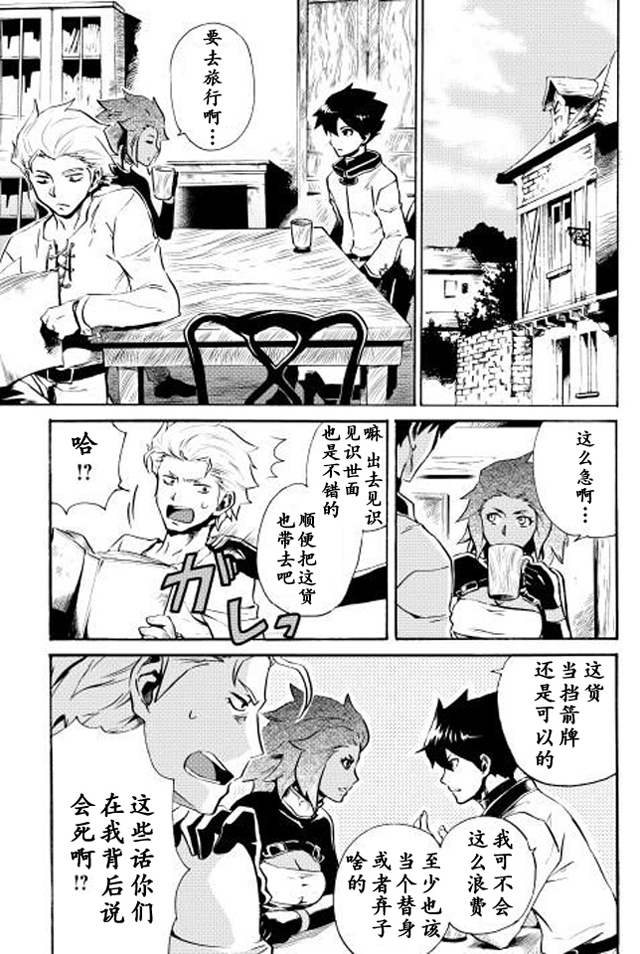 要去旅行啊…
这么急啊…
嘛 出去见识
见识世面
也是不错的
顺便把这货
也带去吧
哈
!?
ガカレッ
这货
当挡箭牌
还是可以的
我可不会
这么浪费
至少也该
当个替身
或者弃子
啥的
这些话你们
在我背后说
会死啊!?